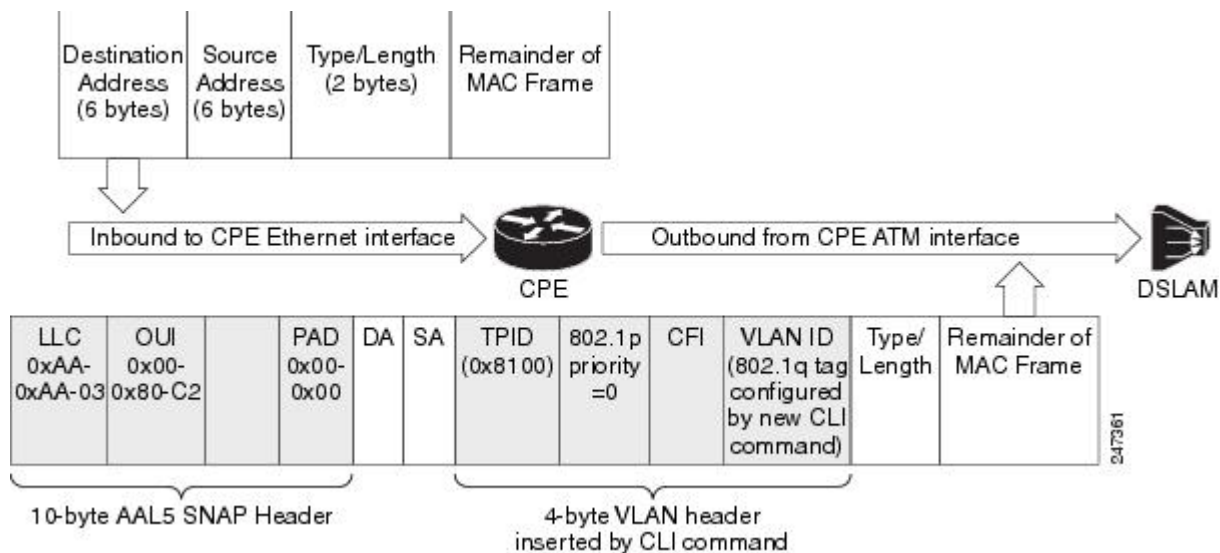 Destination
Address
(6 bytes)
Source
Address
(6 bytes)
Type/Length
(2 bytes)
Remainder of
MAC Frame
Inbound to CPE Ethernet interface
CPE
Outbound from CPE ATM interface
DSLAM
LLC
0xAA-
0xAA-03
OUI
0x00-
0x80-C2
PAD
0x00-
0x00
DA
SA
TPID
(0x8100)
802.1p
priority
=0
CFI
VLAN ID
(802.1q tag
configured
by new CLI
command)
Type/
Length
Remainder of
MAC Frame
247361
10-byte AAL5 SNAP Header
4-byte VLAN header
inserted by CLI command